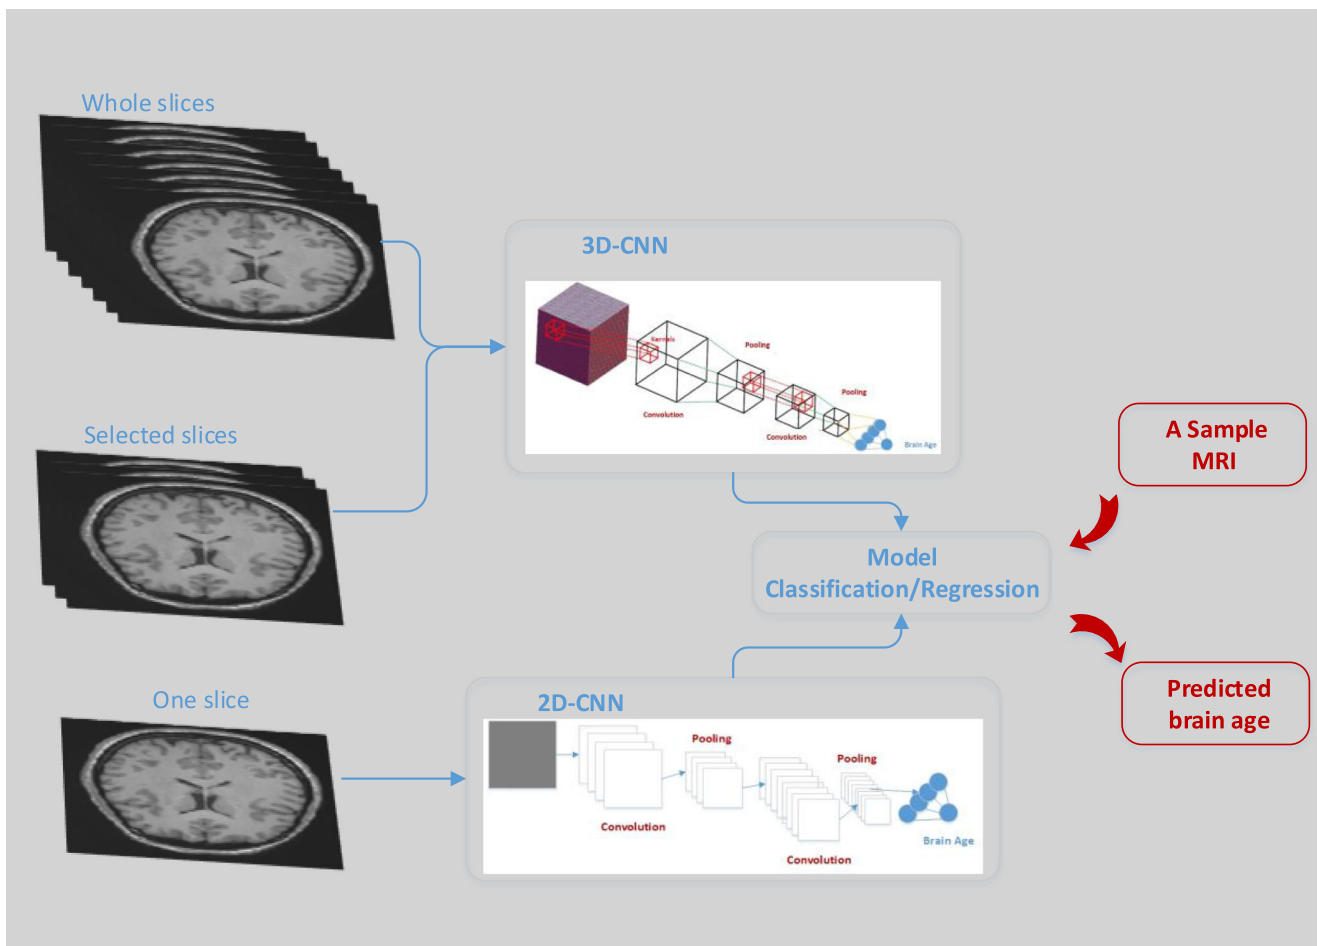 Whole slices
3D-CNN
Kernels
Pooling
Pooling
Convolution
Convolution
Brain Age
Selected slices
A Sample
MRI
Model
Classification/Regression
Predicted
brain age
One slice
2D-CNN
Pooling
Pooling
Convolution
Brain Age
Convolution